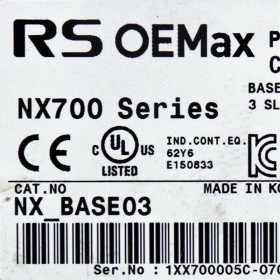 RS OEMax P
C
BASE
NX700 Series 3 SL
CE UL US LISTED IND.CONT.EQ.
62Y6
E150833
CAT.NO MADE IN KO
NX_BASE03
Ser.No : 1XX700005C-070